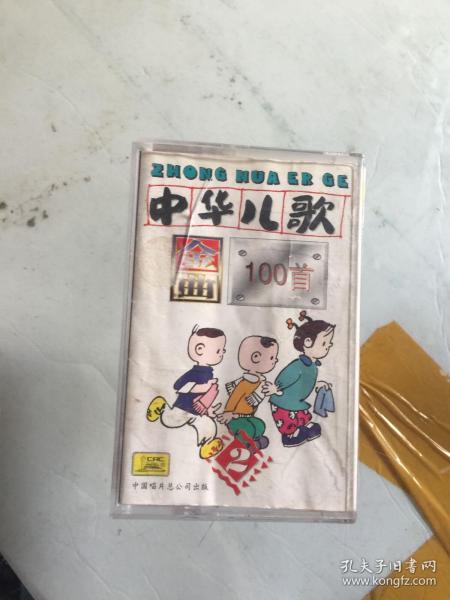 ZHONG HUA ER GE
中华儿歌
金曲
100首
2
CRC
中国唱片总公司出版
孔夫子旧书网
www.kongfz.com